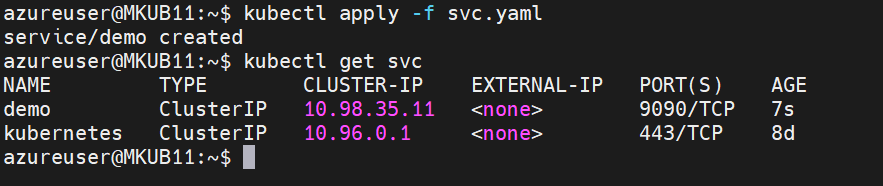 azureuser@MKUB11:~$ kubectl apply -f svc.yaml
service/demo created
azureuser@MKUB11:~$ kubectl get svc
NAME TYPE CLUSTER-IP EXTERNAL-IP PORT(S) AGE
demo ClusterIP 10.98.35.11 <none> 9090/TCP 7s
kubernetes ClusterIP 10.96.0.1 <none> 443/TCP 8d
azureuser@MKUB11:~$